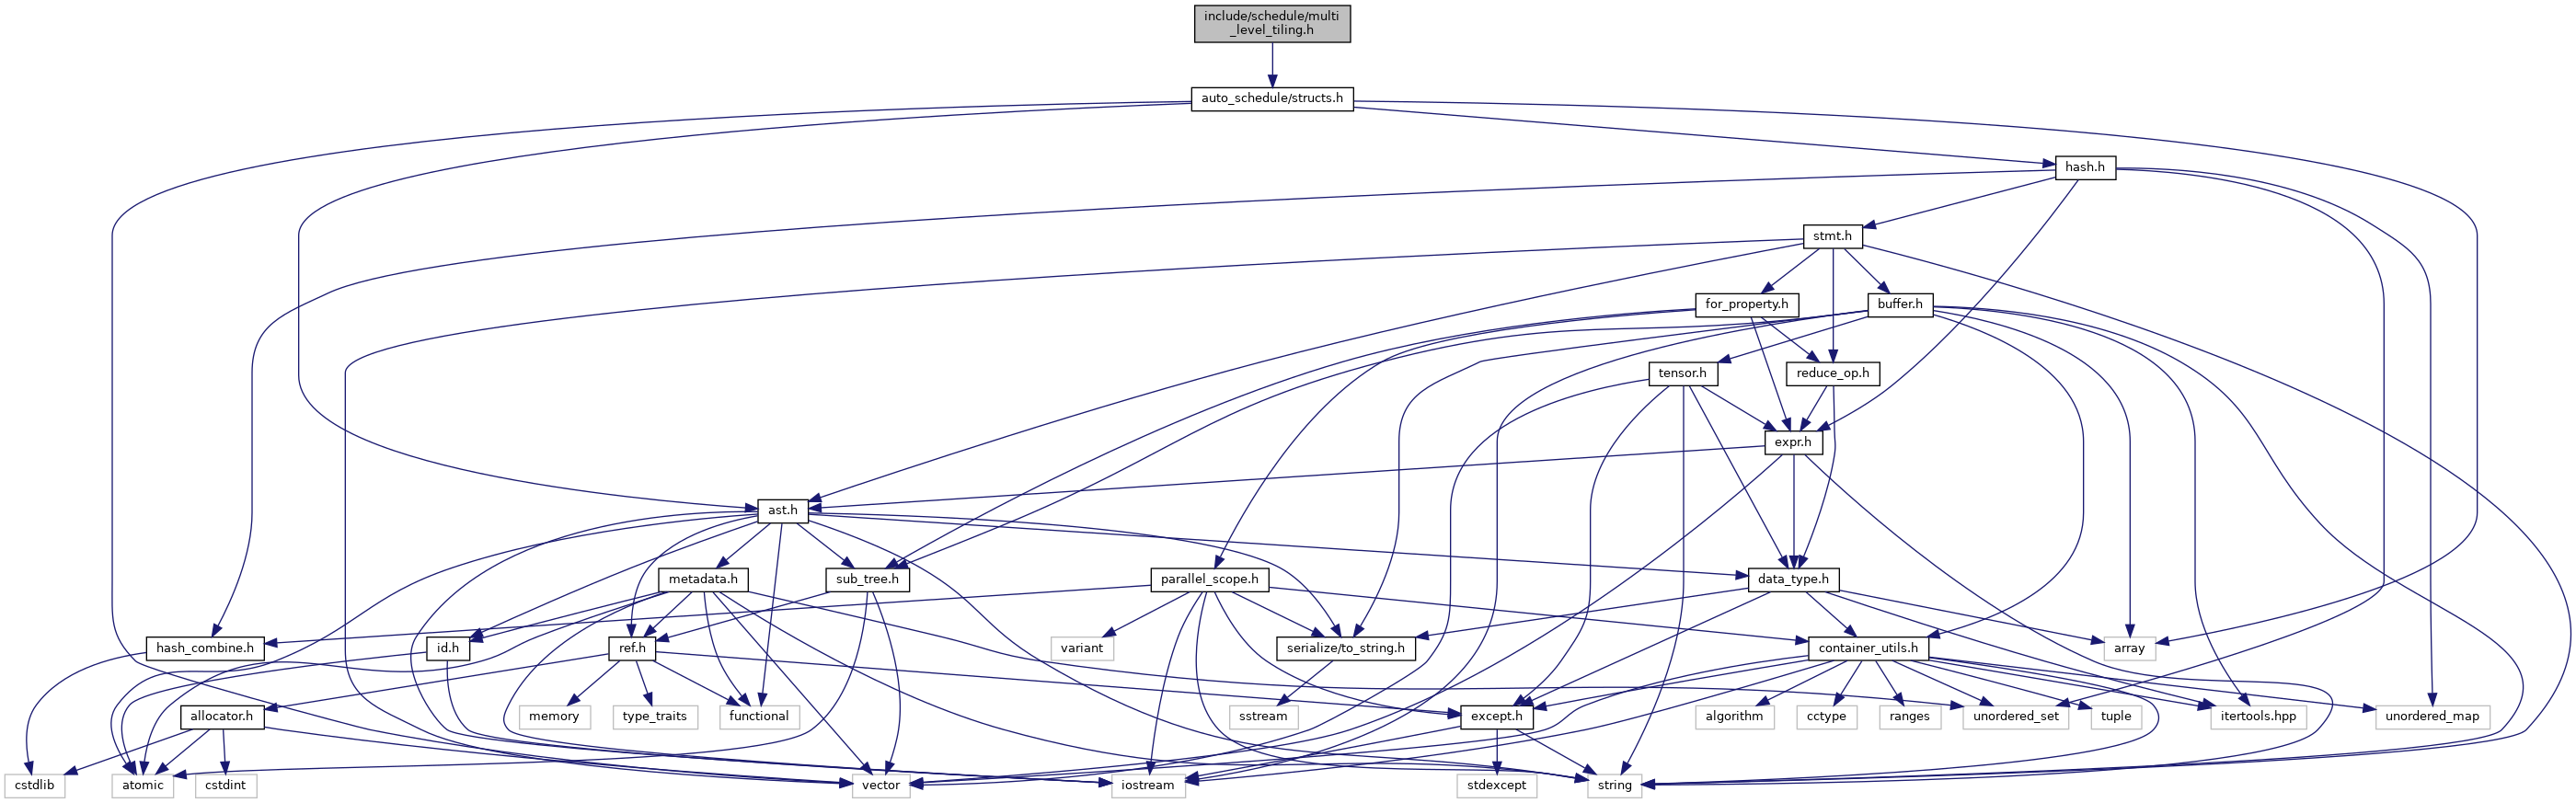 include/schedule/multi
_level_tiling.h
auto_schedule/structs.h
hash.h
stmt.h
for_property.h
buffer.h
tensor.h
reduce_op.h
expr.h
ast.h
metadata.h
sub_tree.h
parallel_scope.h
data_type.h
hash_combine.h
id.h
ref.h
variant
serialize/to_string.h
container_utils.h
array
allocator.h
memory
type_traits
functional
sstream
except.h
algorithm
cctype
ranges
unordered_set
tuple
itertools.hpp
unordered_map
cstdlib
atomic
cstdint
vector
iostream
stdexcept
string